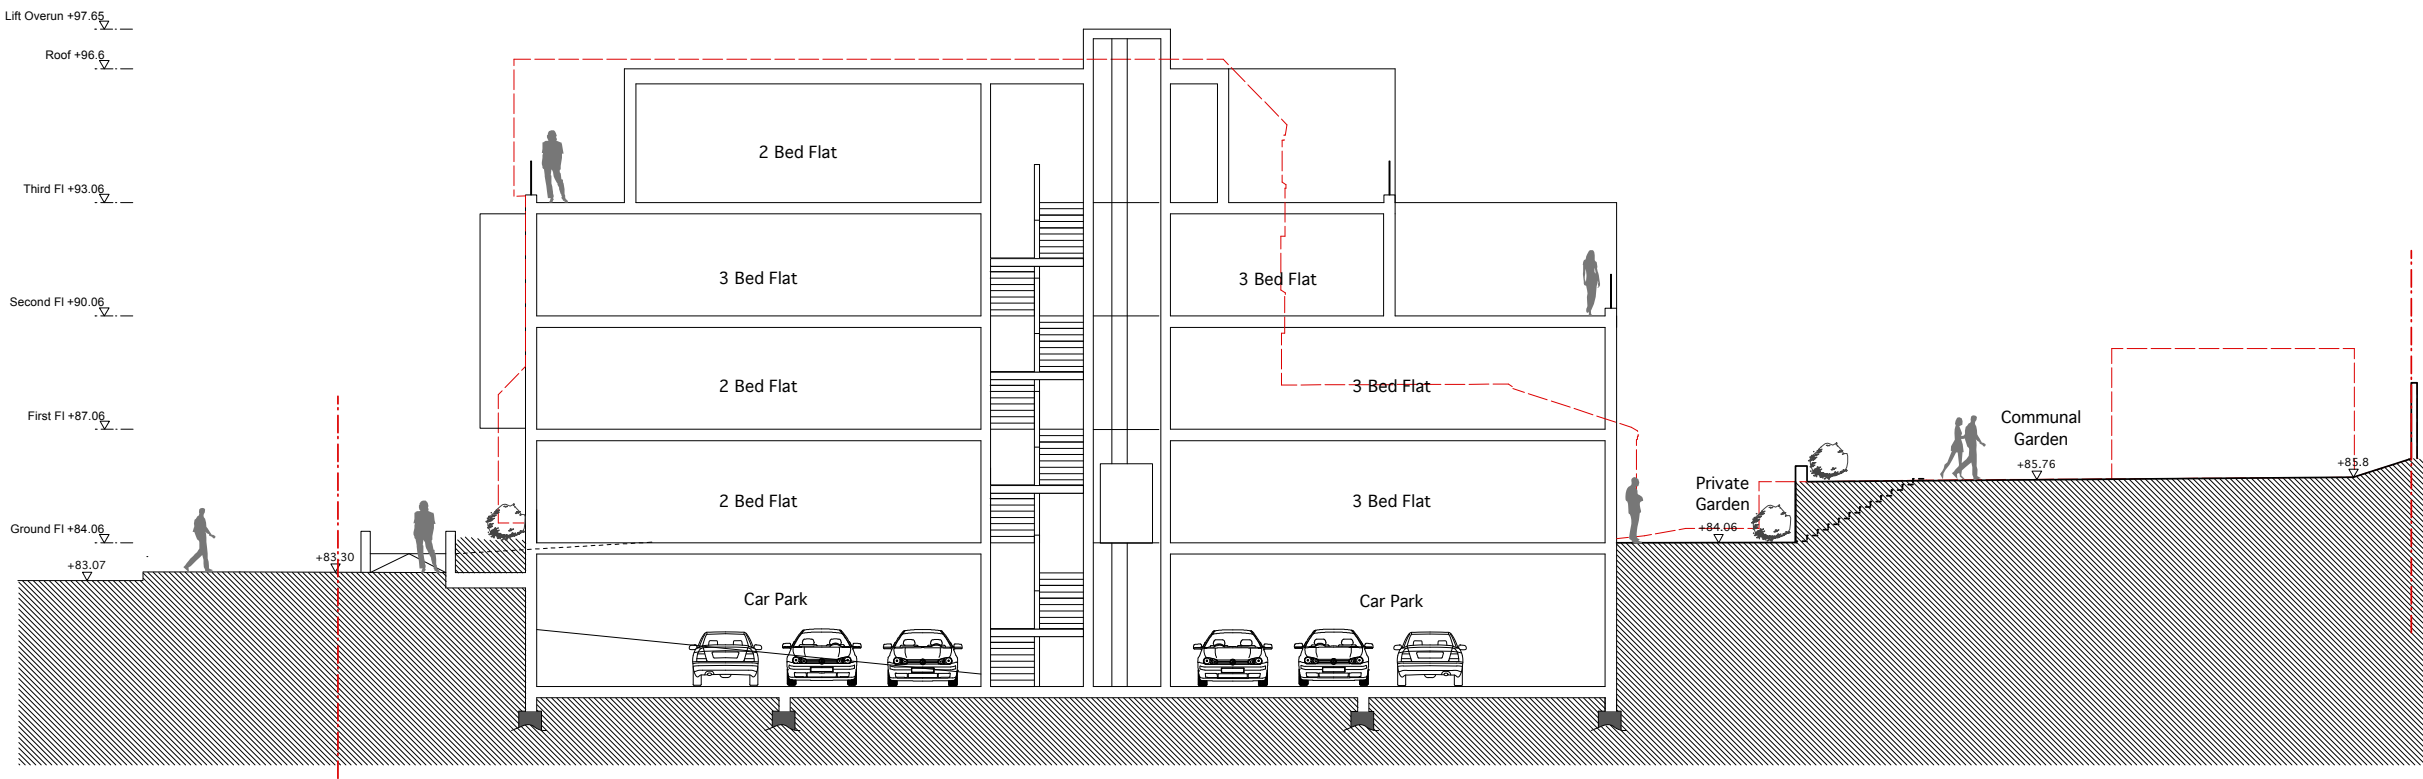 Lift Overun +97.65
Roof +96.6
2 Bed Flat
Third Fl +93.06
3 Bed Flat
3 Bed Flat
Second Fl +90.06
2 Bed Flat
3 Bed Flat
First Fl +87.06
Communal
Garden
+85.76
+85.8
2 Bed Flat
3 Bed Flat
Private
Garden
+84.06
Ground Fl +84.06
+83.30
+83.07
Car Park
Car Park